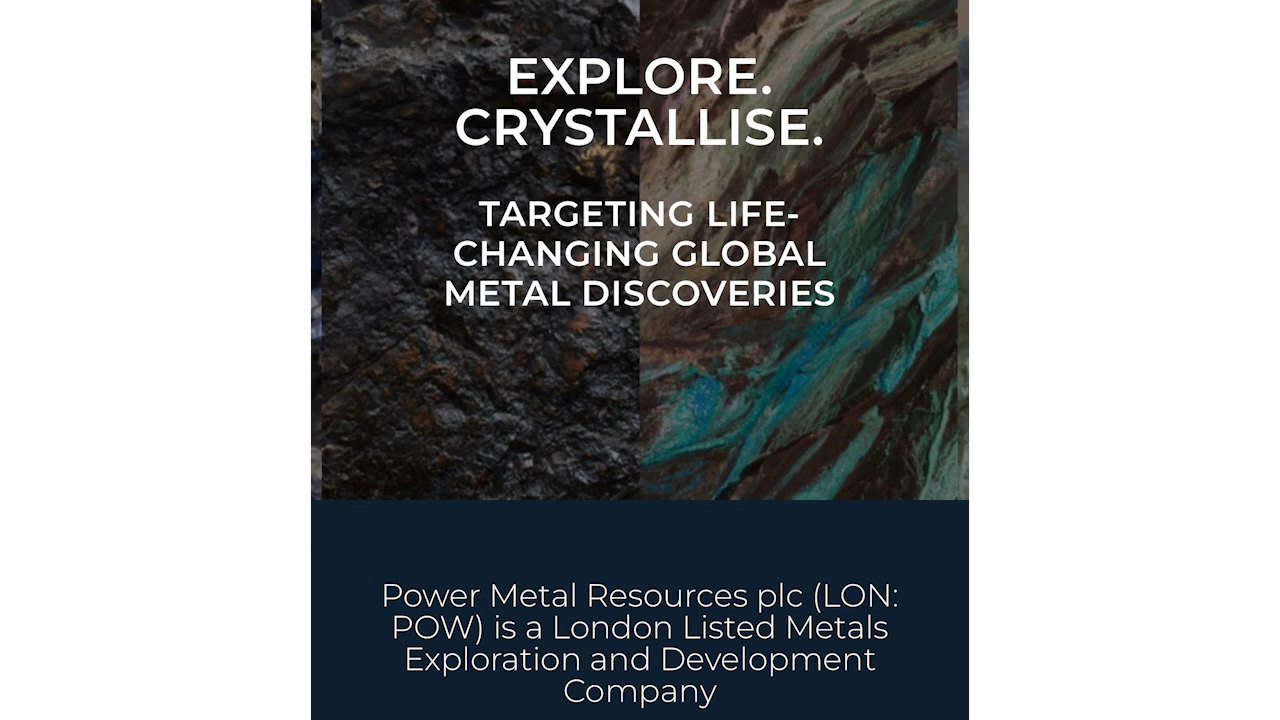 EXPLORE.
CRYSTALLISE.
TARGETING LIFE-
CHANGING GLOBAL
METAL DISCOVERIES
Power Metal Resources plc (LON:
POW) is a London Listed Metals
Exploration and Development
Company